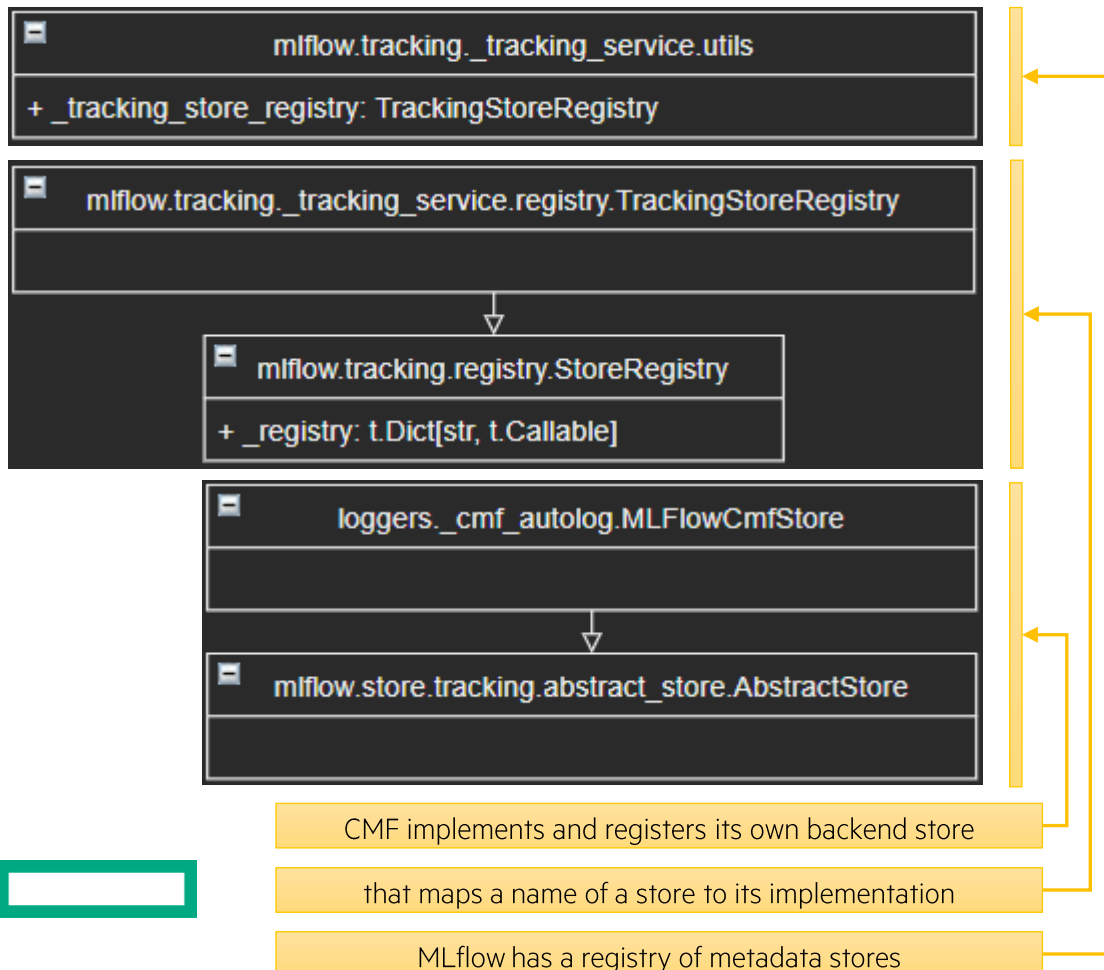 mlflow.tracking._tracking_service.utils
+ _tracking_store_registry: TrackingStoreRegistry
mlflow.tracking._tracking_service.registry.TrackingStoreRegistry
mlflow.tracking.registry.StoreRegistry
+ _registry: t.Dict[str, t.Callable]
loggers._cmf_autolog.MLFlowCmfStore
mlflow.store.tracking.abstract_store.AbstractStore
CMF implements and registers its own backend store
that maps a name of a store to its implementation
MLflow has a registry of metadata stores